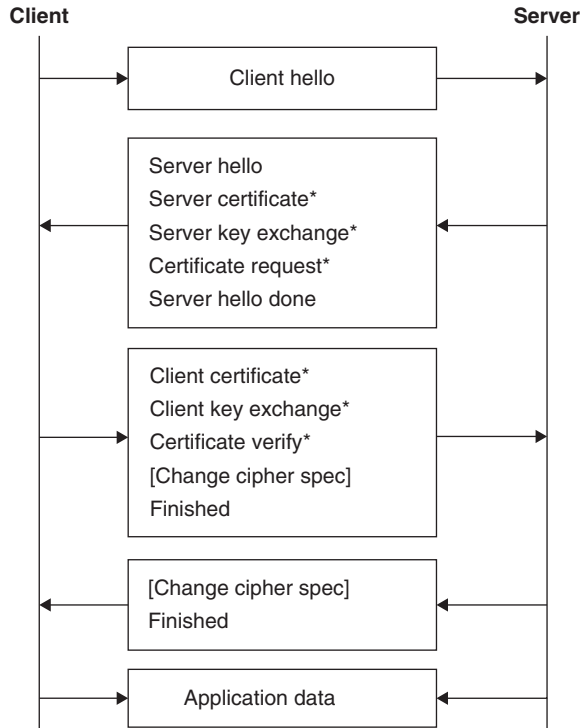 Client
Server
Client hello
Server hello
Server certificate*
Server key exchange*
Certificate request*
Server hello done
Client certificate*
Client key exchange*
Certificate verify*
[Change cipher spec]
Finished
[Change cipher spec]
Finished
Application data